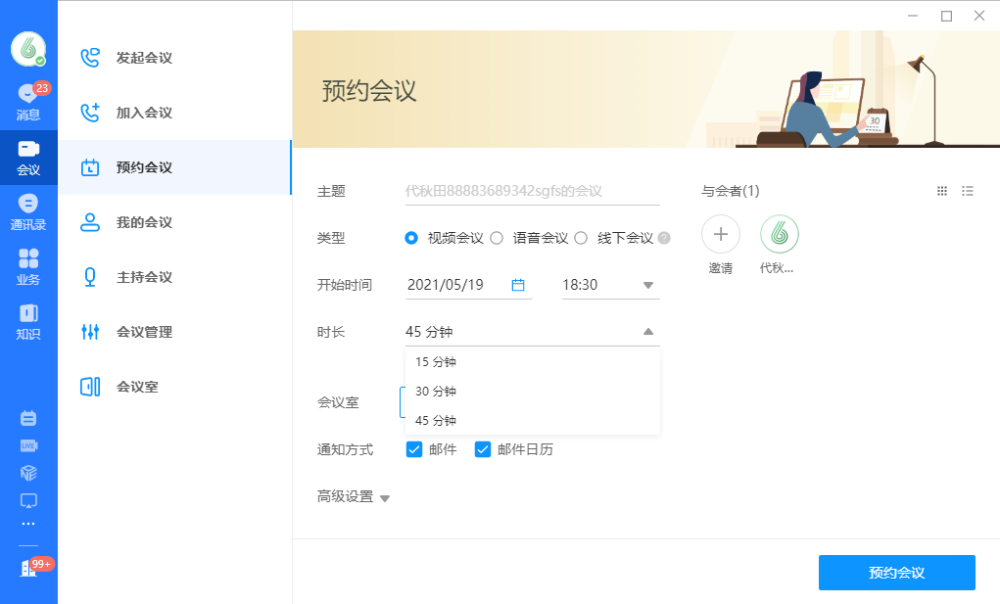 23
消息
会议
通讯录
业务
知识
LIVE
99+
发起会议
加入会议
预约会议
我的会议
主持会议
会议管理
会议室
预约会议
30
主题
代秋田88883689342sgfs的会议
类型
视频会议 语音会议 线下会议 ?
开始时间
2021/05/19 18:30
时长
45 分钟
15 分钟
30 分钟
45 分钟
会议室
通知方式
邮件 邮件日历
高级设置
与会者(1)
邀请 代秋...
预约会议